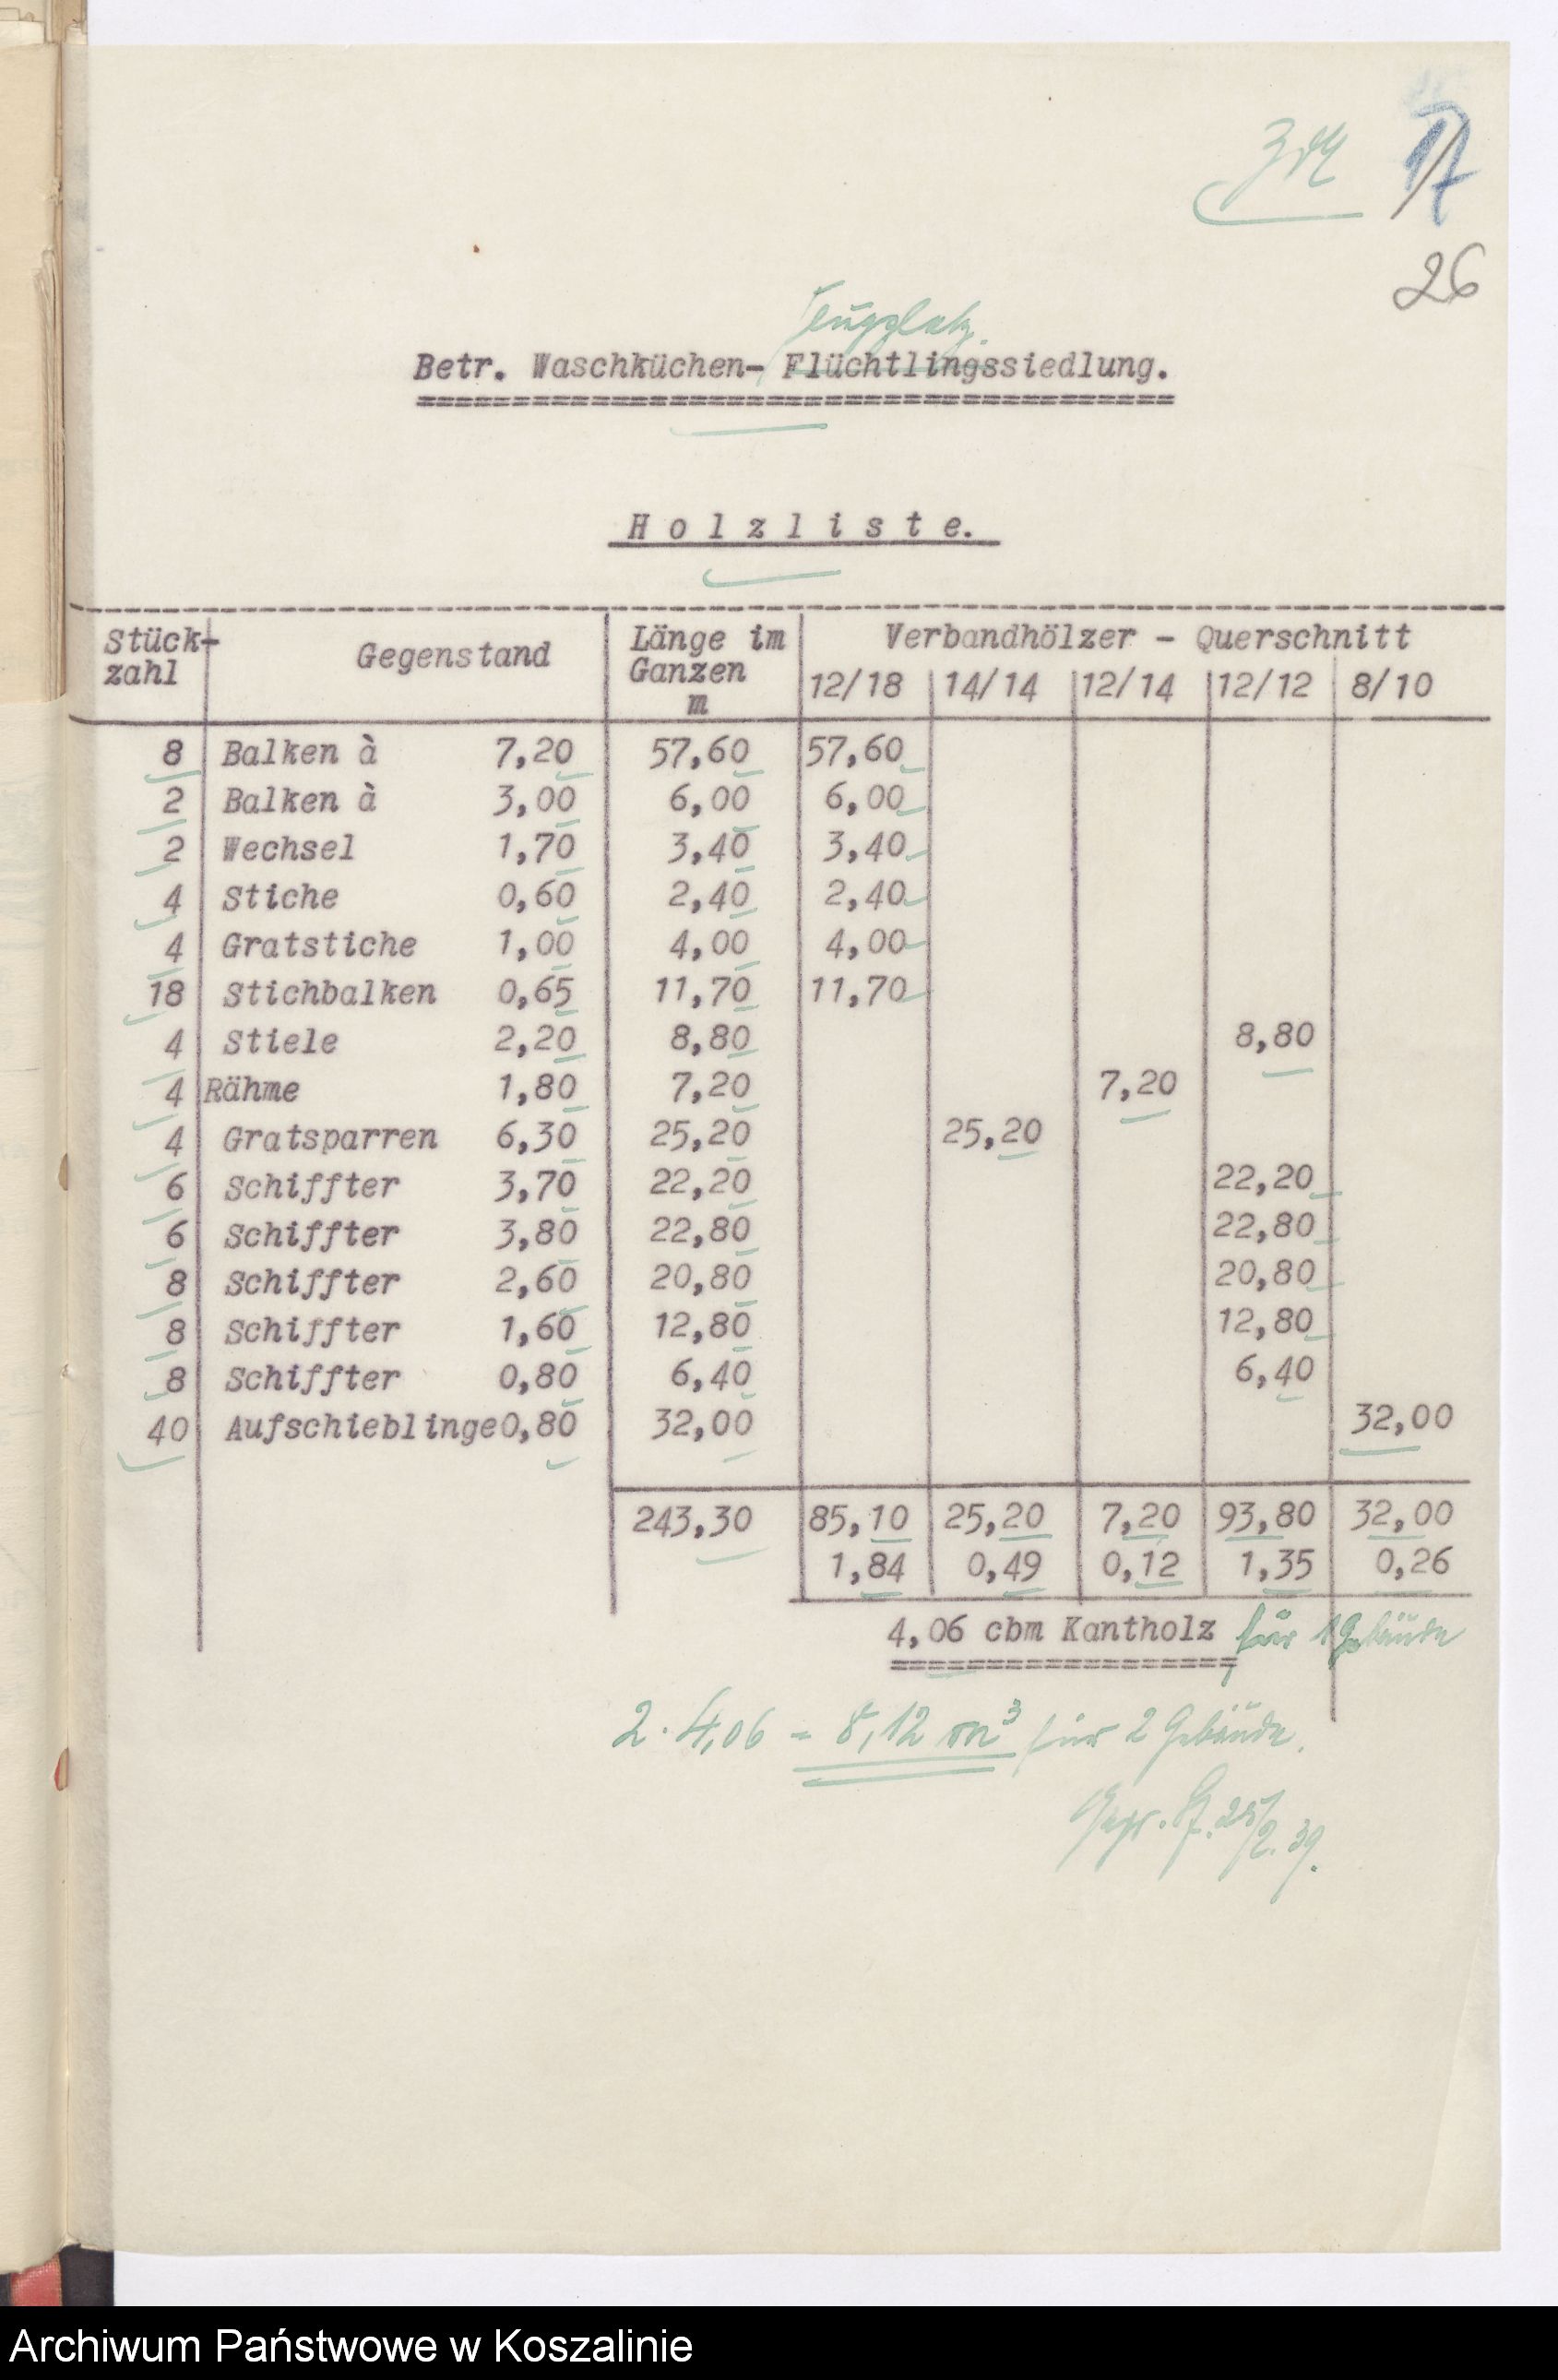 17
26
Betr. Waschküchen- Flüchtlingssiedlung.
Holzliste.
Stück-zahl Gegenstand Länge im Ganzen m Verbandhölzer - Querschnitt
12/18 14/14 12/14 12/12 8/10
8 Balken à 7,20 57,60 57,60
2 Balken à 3,00 6,00 6,00
2 Wechsel 1,70 3,40 3,40
4 Stiche 0,60 2,40 2,40
4 Gratstiche 1,00 4,00 4,00
18 Stichbalken 0,65 11,70 11,70
4 Stiele 2,20 8,80 8,80
4 Rähme 1,80 7,20 7,20
4 Gratsparren 6,30 25,20 25,20
6 Schiffter 3,70 22,20 22,20
6 Schiffter 3,80 22,80 22,80
8 Schiffter 2,60 20,80 20,80
8 Schiffter 1,60 12,80 12,80
8 Schiffter 0,80 6,40 6,40
40 Aufschieblinge 0,80 32,00 32,00
243,30 85,10 25,20 7,20 93,80 32,00
1,84 0,49 0,12 1,35 0,26
4,06 cbm Kantholz für 1 Gebäude
2 · 4,06 = 8,12 m³ für 2 Gebäude.
Gepr. 25/2. 39.
Archiwum Państwowe w Koszalinie